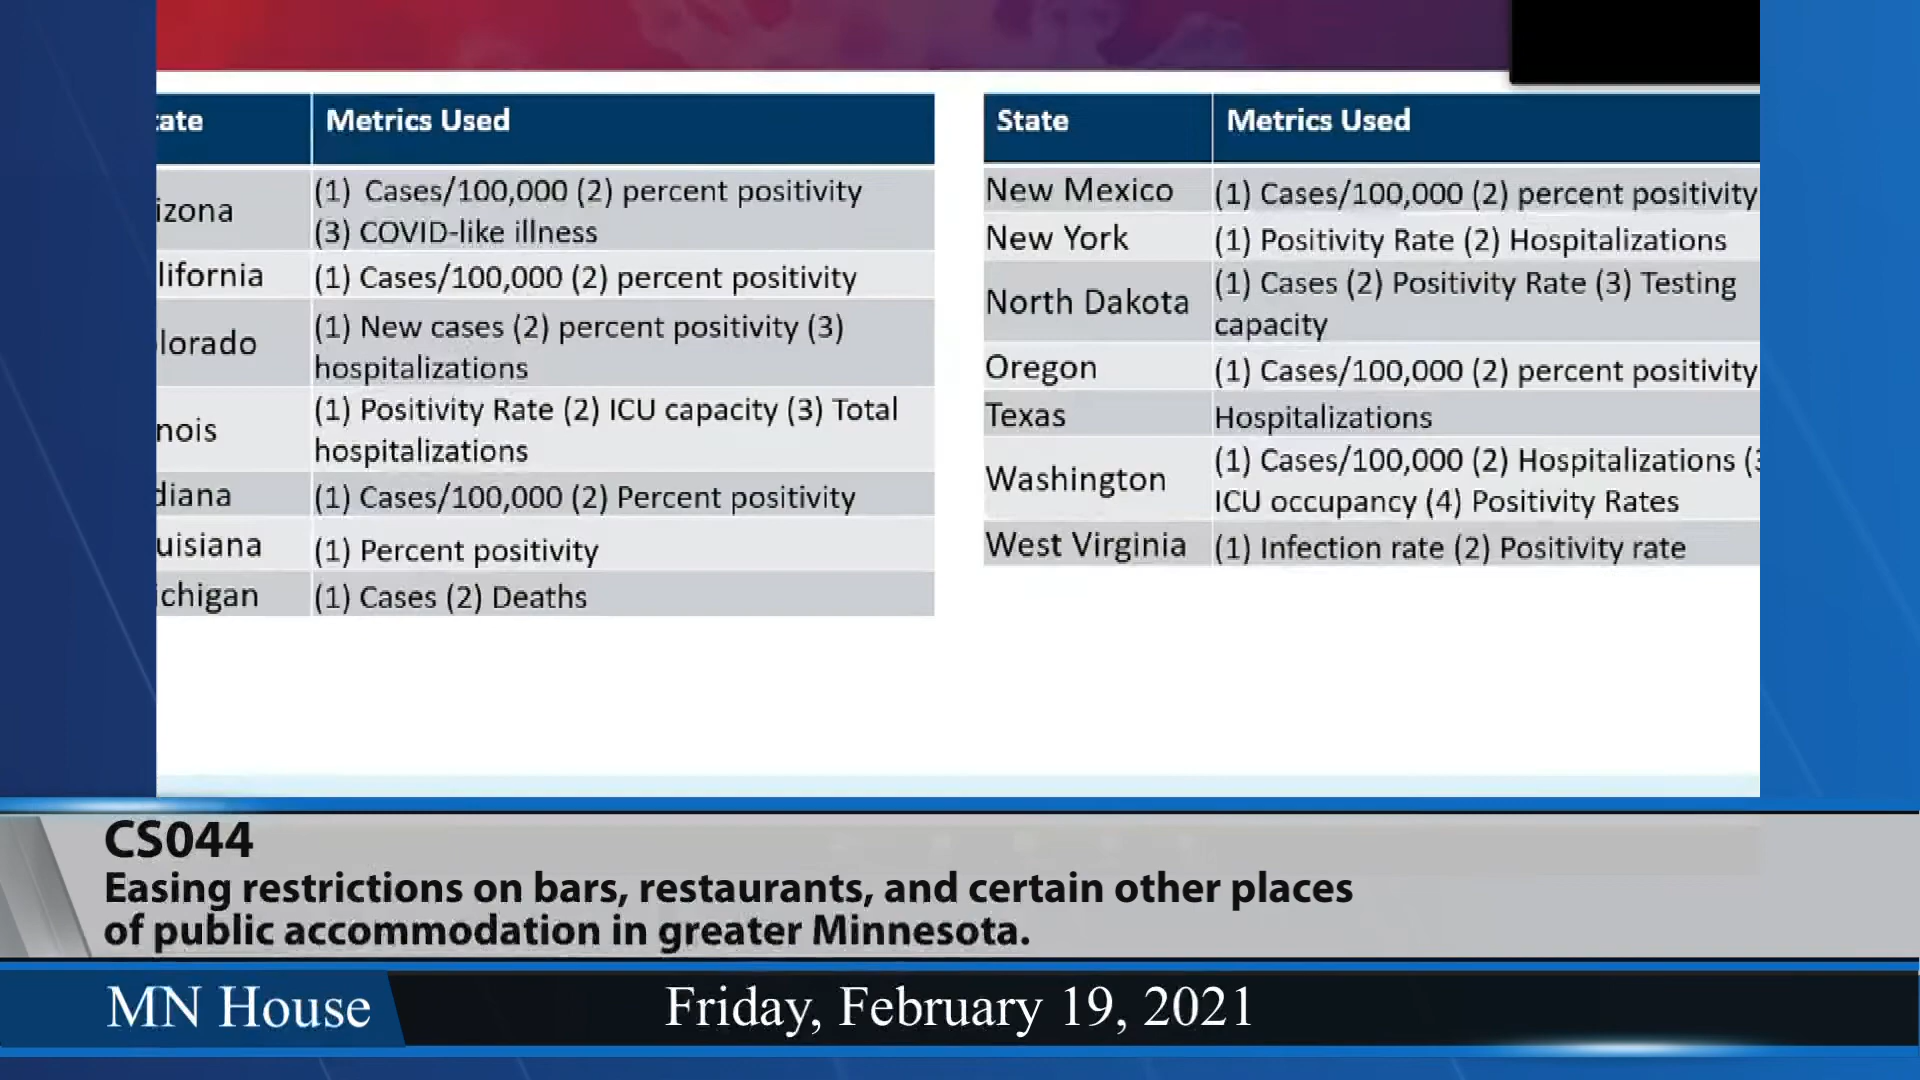 tate Metrics Used
izona (1) Cases/100,000 (2) percent positivity
(3) COVID-like illness
lifornia (1) Cases/100,000 (2) percent positivity
lorado (1) New cases (2) percent positivity (3)
hospitalizations
nois (1) Positivity Rate (2) ICU capacity (3) Total
hospitalizations
diana (1) Cases/100,000 (2) Percent positivity
uisiana (1) Percent positivity
ichigan (1) Cases (2) Deaths
State Metrics Used
New Mexico (1) Cases/100,000 (2) percent positivity
New York (1) Positivity Rate (2) Hospitalizations
North Dakota (1) Cases (2) Positivity Rate (3) Testing
capacity
Oregon (1) Cases/100,000 (2) percent positivity
Texas Hospitalizations
Washington (1) Cases/100,000 (2) Hospitalizations (3
ICU occupancy (4) Positivity Rates
West Virginia (1) Infection rate (2) Positivity rate
CS044
Easing restrictions on bars, restaurants, and certain other places
of public accommodation in greater Minnesota.
MN House Friday, February 19, 2021